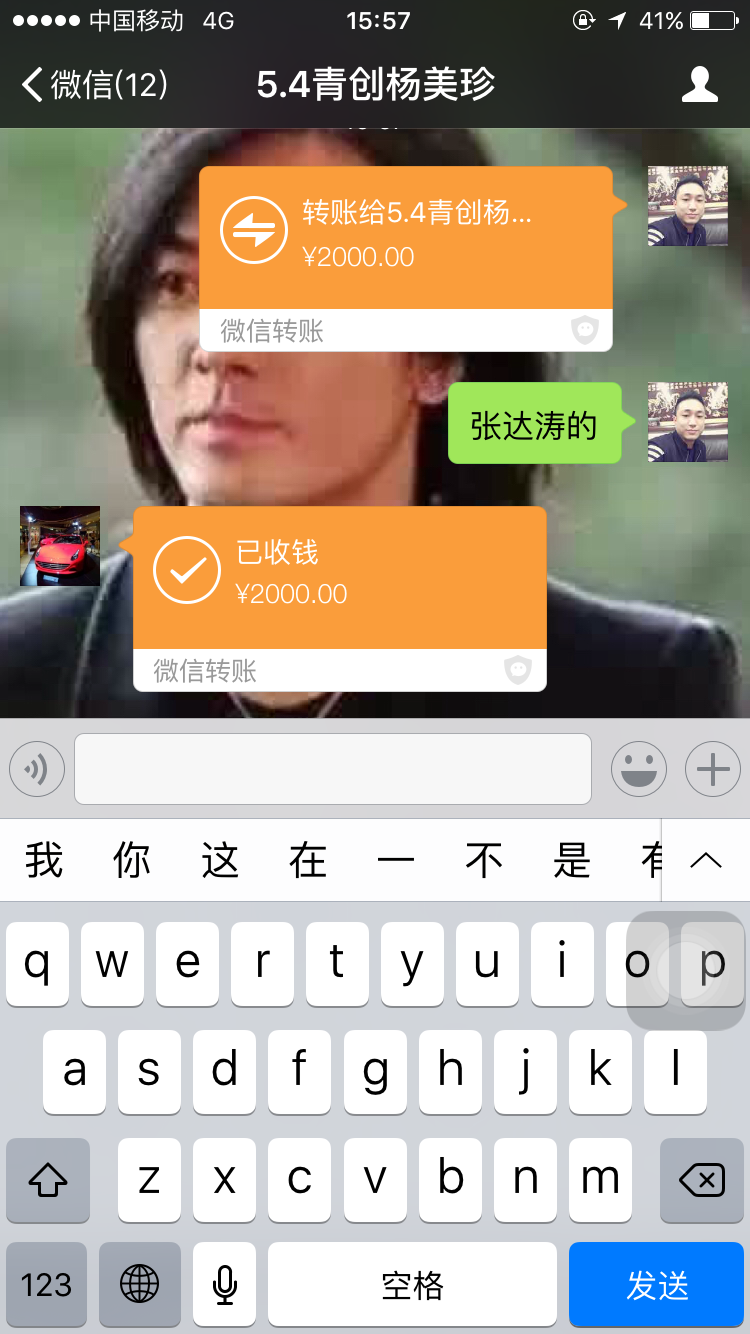 中国移动 4G 15:57 41%
微信(12) 5.4青创杨美珍
转账给5.4青创杨...
¥2000.00
微信转账
张达涛的
已收钱
¥2000.00
微信转账
我 你 这 在 一 不 是 有
q w e r t y u i o p
a s d f g h j k l
z x c v b n m
123 空格 发送